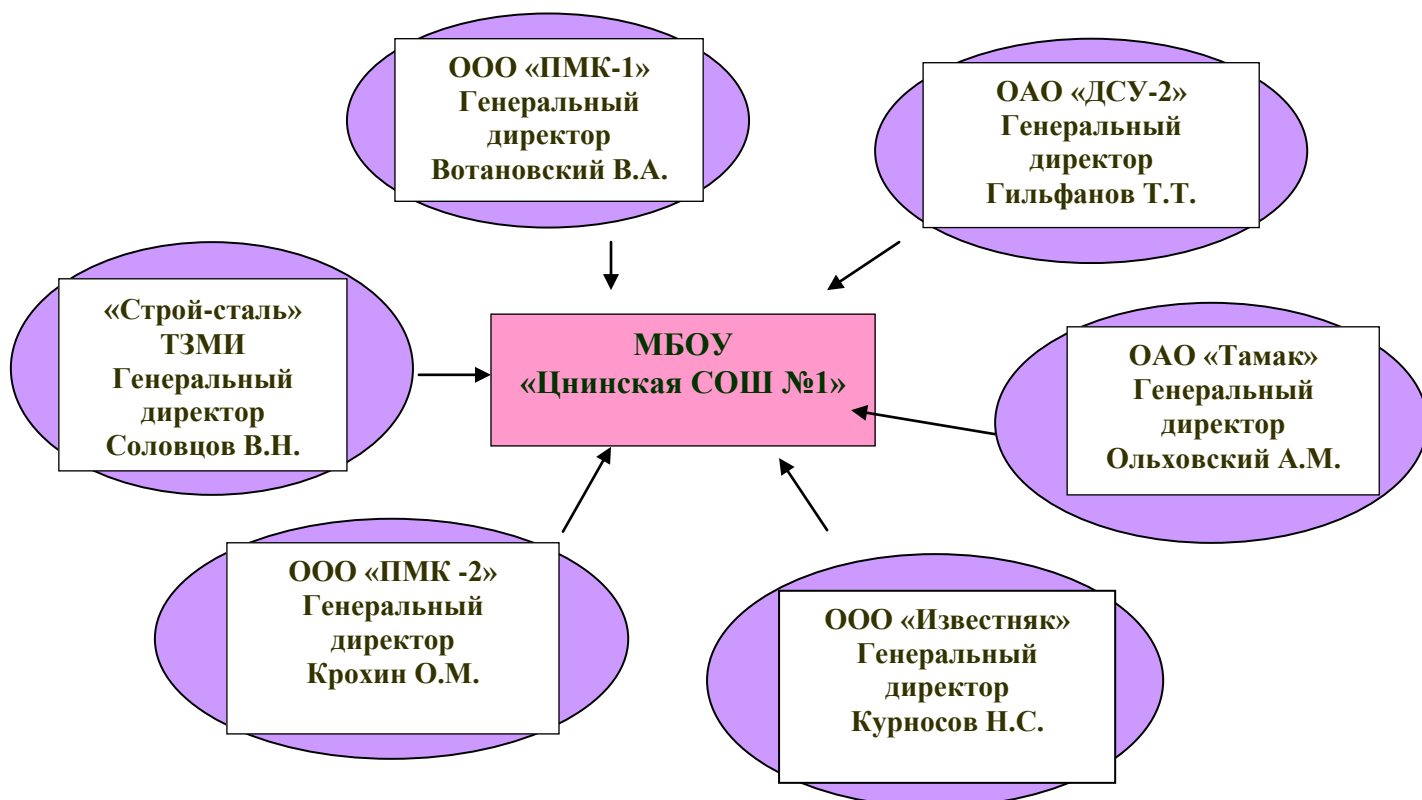 ООО «ПМК-1»
Генеральный
директор
Вотановский В.А.
ОАО «ДСУ-2»
Генеральный
директор
Гильфанов Т.Т.
«Строй-сталь»
ТЗМИ
Генеральный
директор
Соловцов В.Н.
МБОУ
«Цнинская СОШ №1»
ОАО «Тамак»
Генеральный
директор
Ольховский А.М.
ООО «ПМК -2»
Генеральный
директор
Крохин О.М.
ООО «Известняк»
Генеральный
директор
Курносов Н.С.